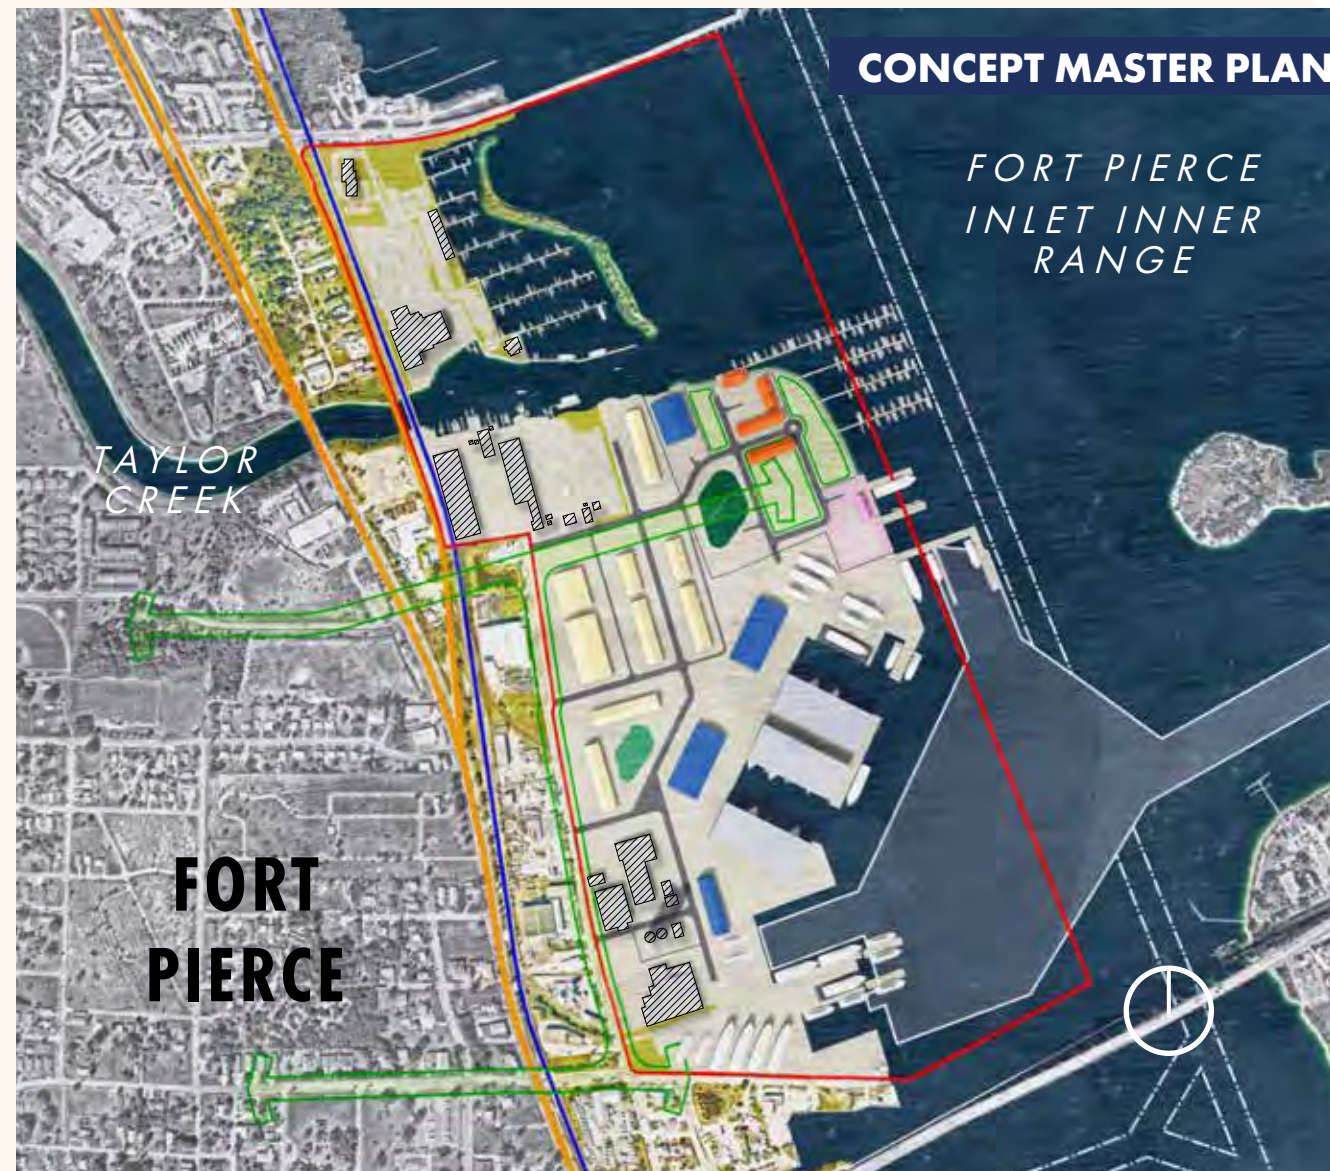 CONCEPT MASTER PLAN
FORT PIERCE
INLET INNER
RANGE
TAYLOR
CREEK
FORT
PIERCE